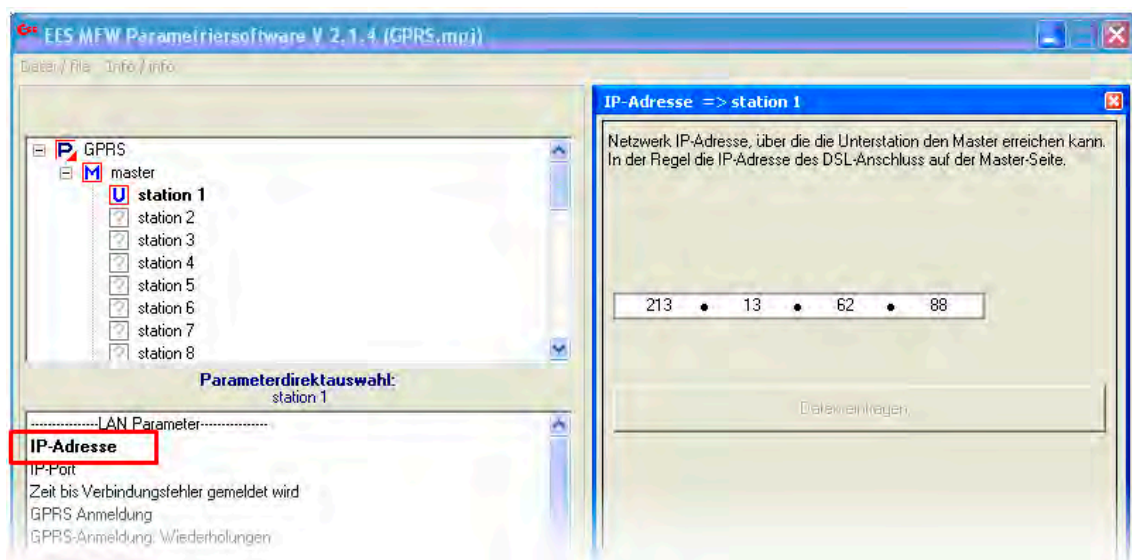 EES MFW Parametriersoftware V 2.1.4 (GPRS.mpj)
Datei / File Info / Info
GPRS
master
station 1
station 2
station 3
station 4
station 5
station 6
station 7
station 8
Parameterdirektauswahl:
station 1
---------------LAN Parameter---------------
IP-Adresse
IP-Port
Zeit bis Verbindungsfehler gemeldet wird
GPRS Anmeldung
GPRS-Anmeldung: Wiederholungen
IP-Adresse => station 1
Netzwerk IP-Adresse, über die die Unterstation den Master erreichen kann.
In der Regel die IP-Adresse des DSL-Anschluss auf der Master-Seite.
213 • 13 • 62 • 88
Daten eintragen